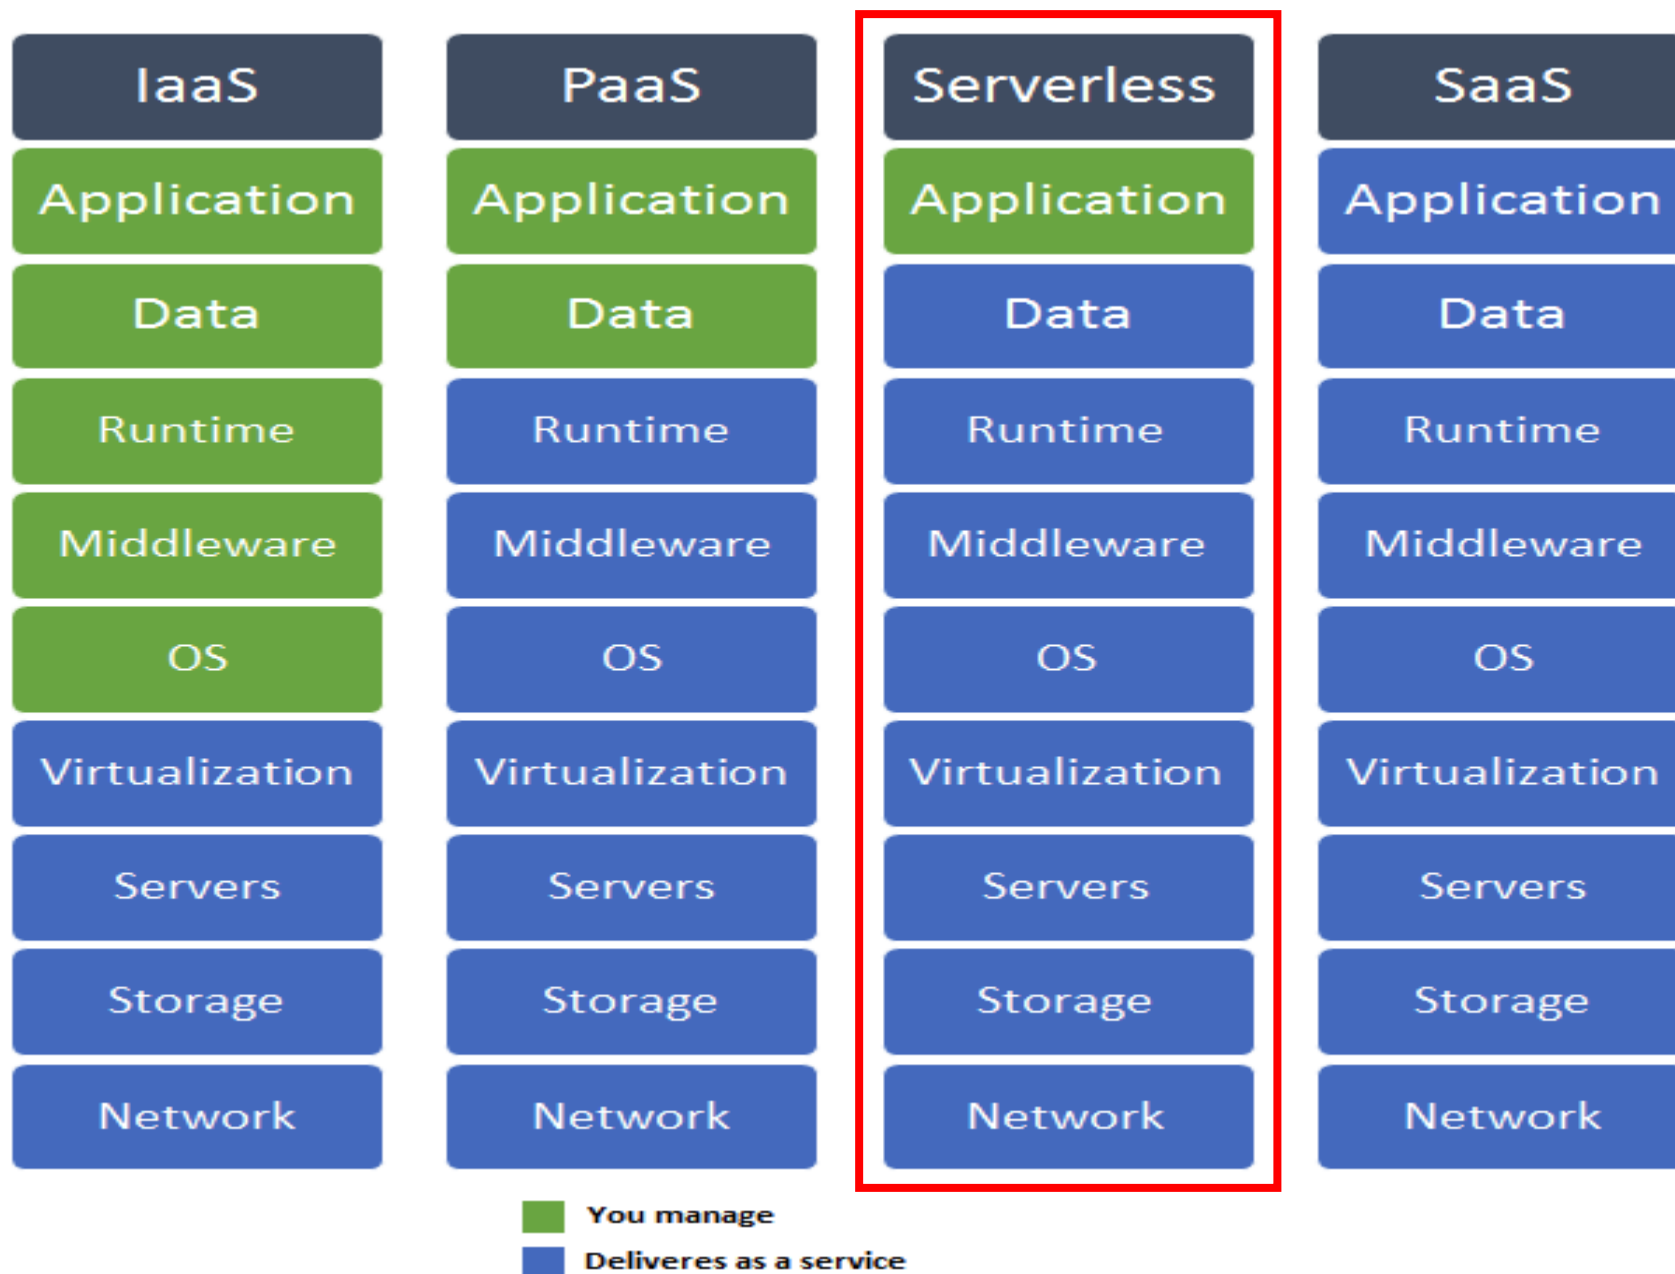 IaaS
Application
Data
Runtime
Middleware
OS
Virtualization
Servers
Storage
Network
PaaS
Application
Data
Runtime
Middleware
OS
Virtualization
Servers
Storage
Network
Serverless
Application
Data
Runtime
Middleware
OS
Virtualization
Servers
Storage
Network
SaaS
Application
Data
Runtime
Middleware
OS
Virtualization
Servers
Storage
Network
You manage
Deliveres as a service